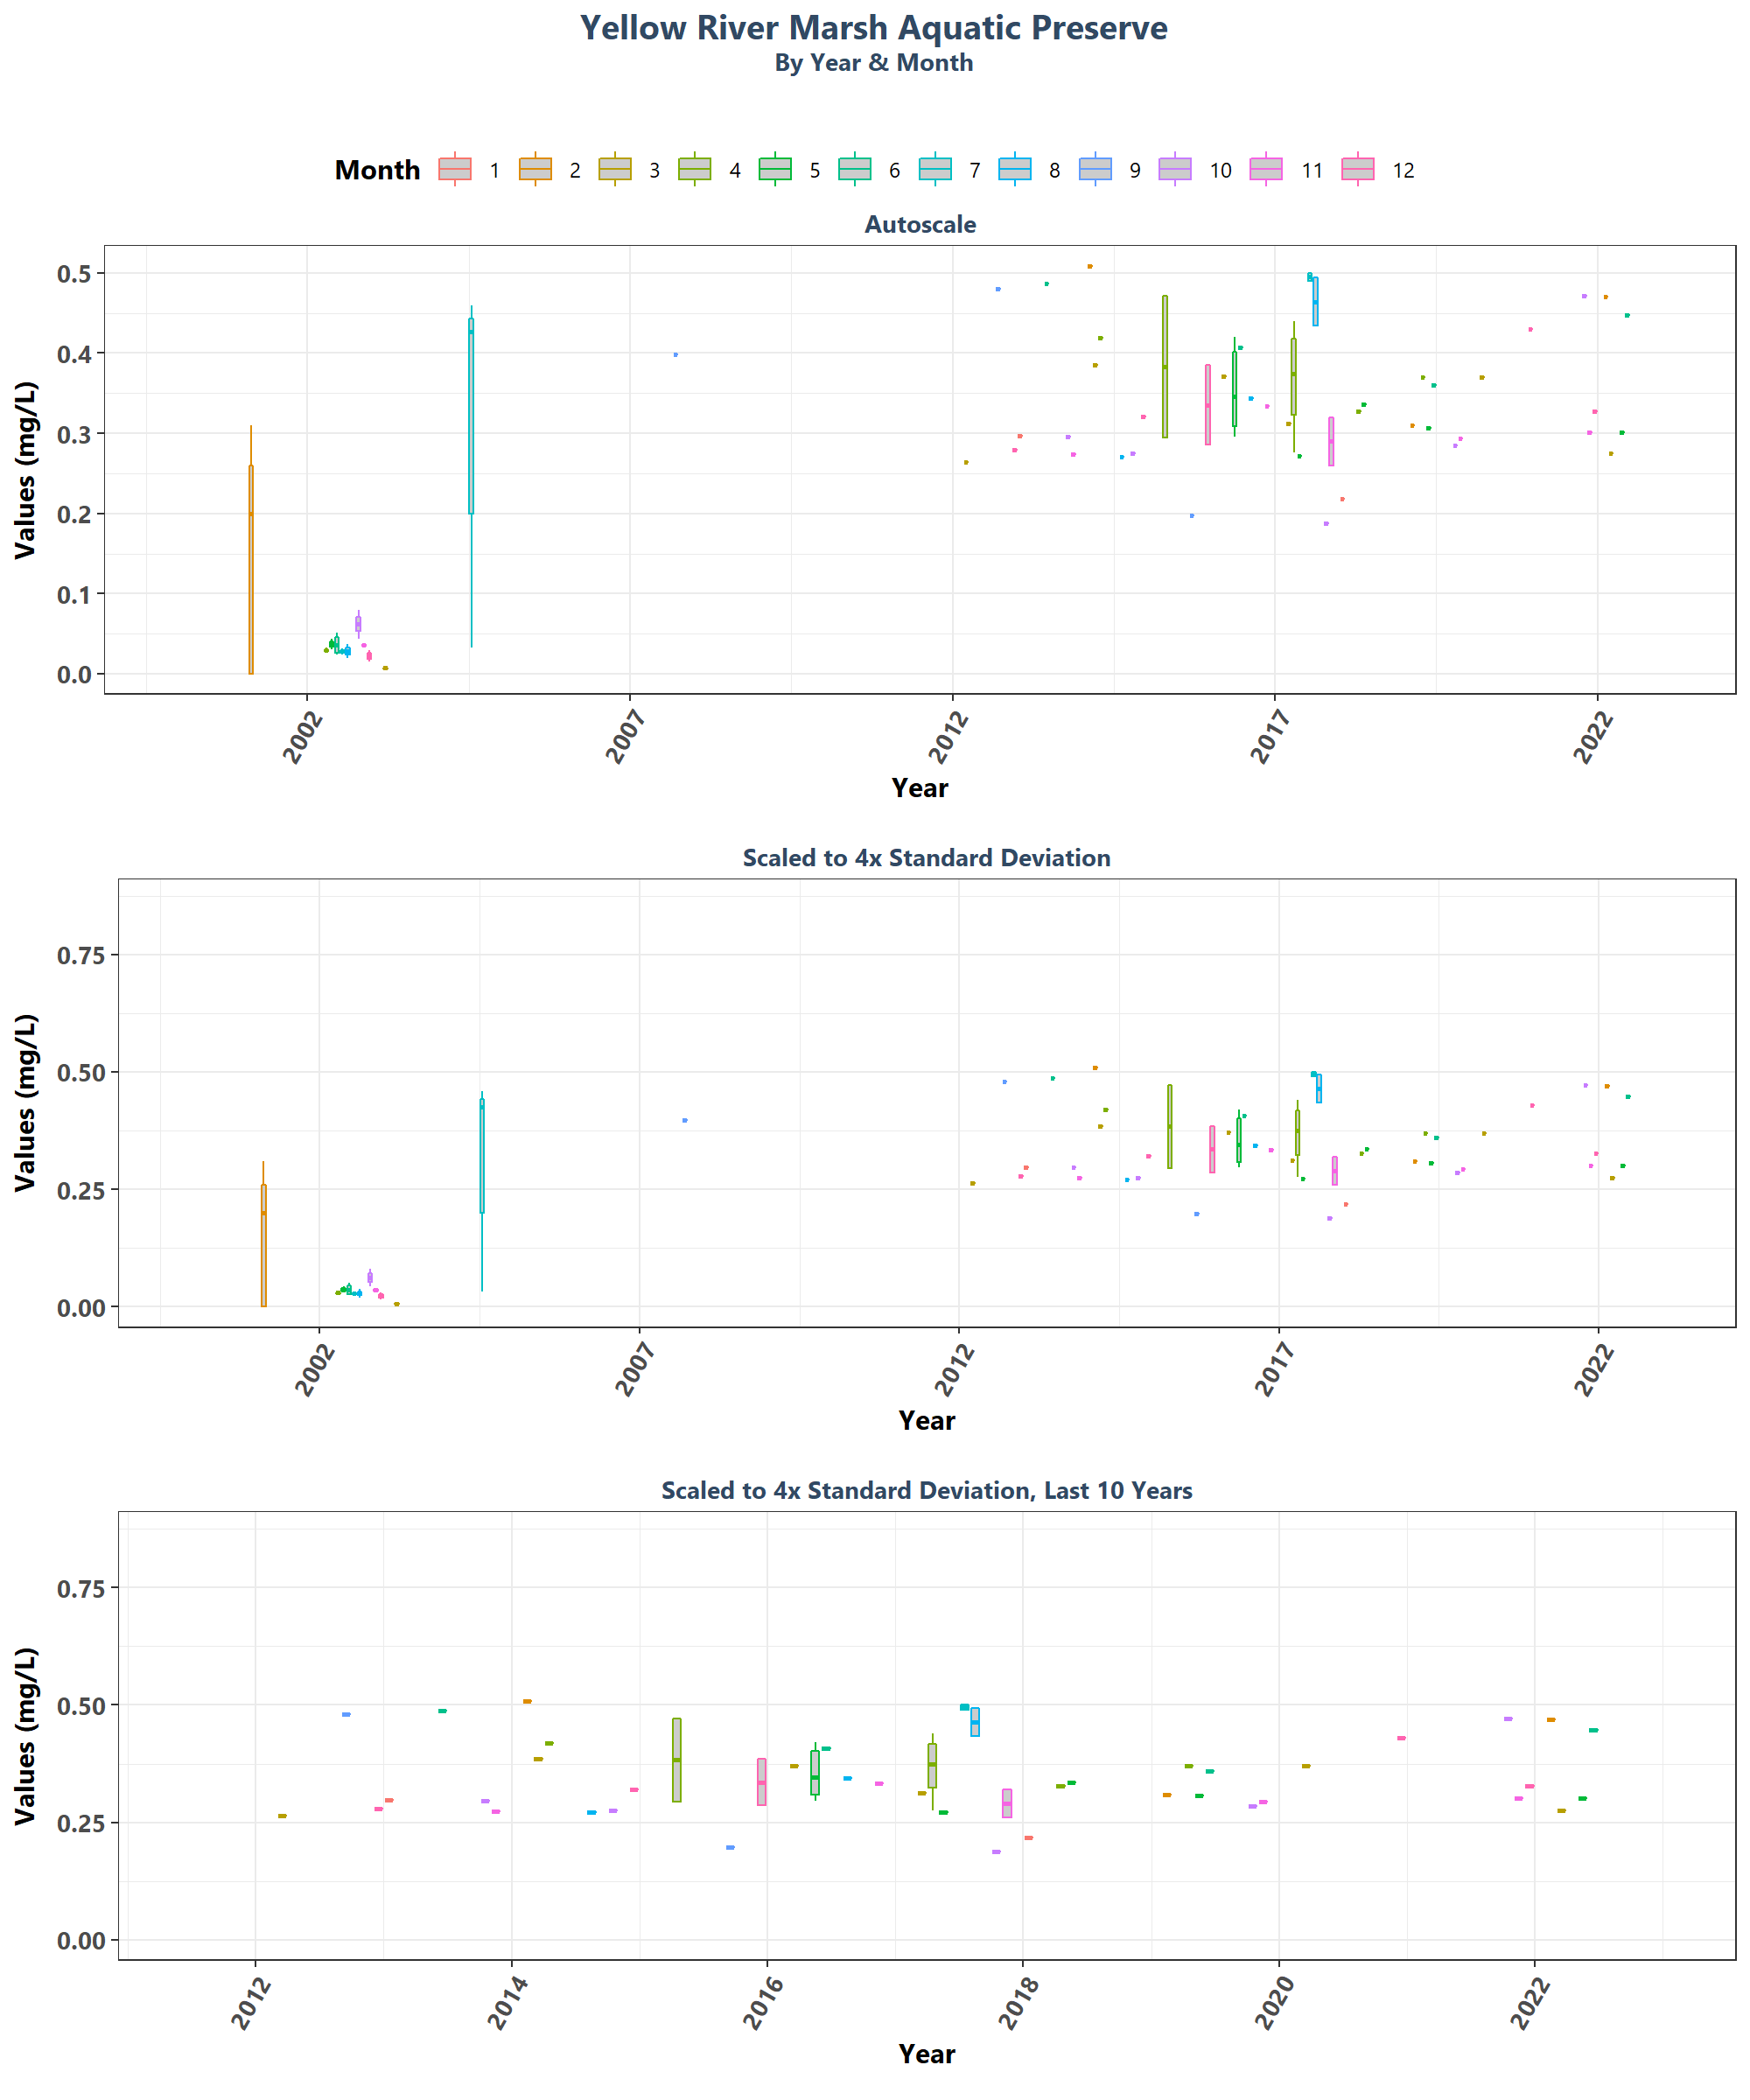 Yellow River Marsh Aquatic Preserve
By Year & Month
Month 1 2 3 4 5 6 7 8 9 10 11 12
Autoscale
Values (mg/L)
0.5
0.4
0.3
0.2
0.1
0.0
2002 2007 2012 2017 2022
Year
Scaled to 4x Standard Deviation
Values (mg/L)
0.75
0.50
0.25
0.00
2002 2007 2012 2017 2022
Year
Scaled to 4x Standard Deviation, Last 10 Years
Values (mg/L)
0.75
0.50
0.25
0.00
2012 2014 2016 2018 2020 2022
Year